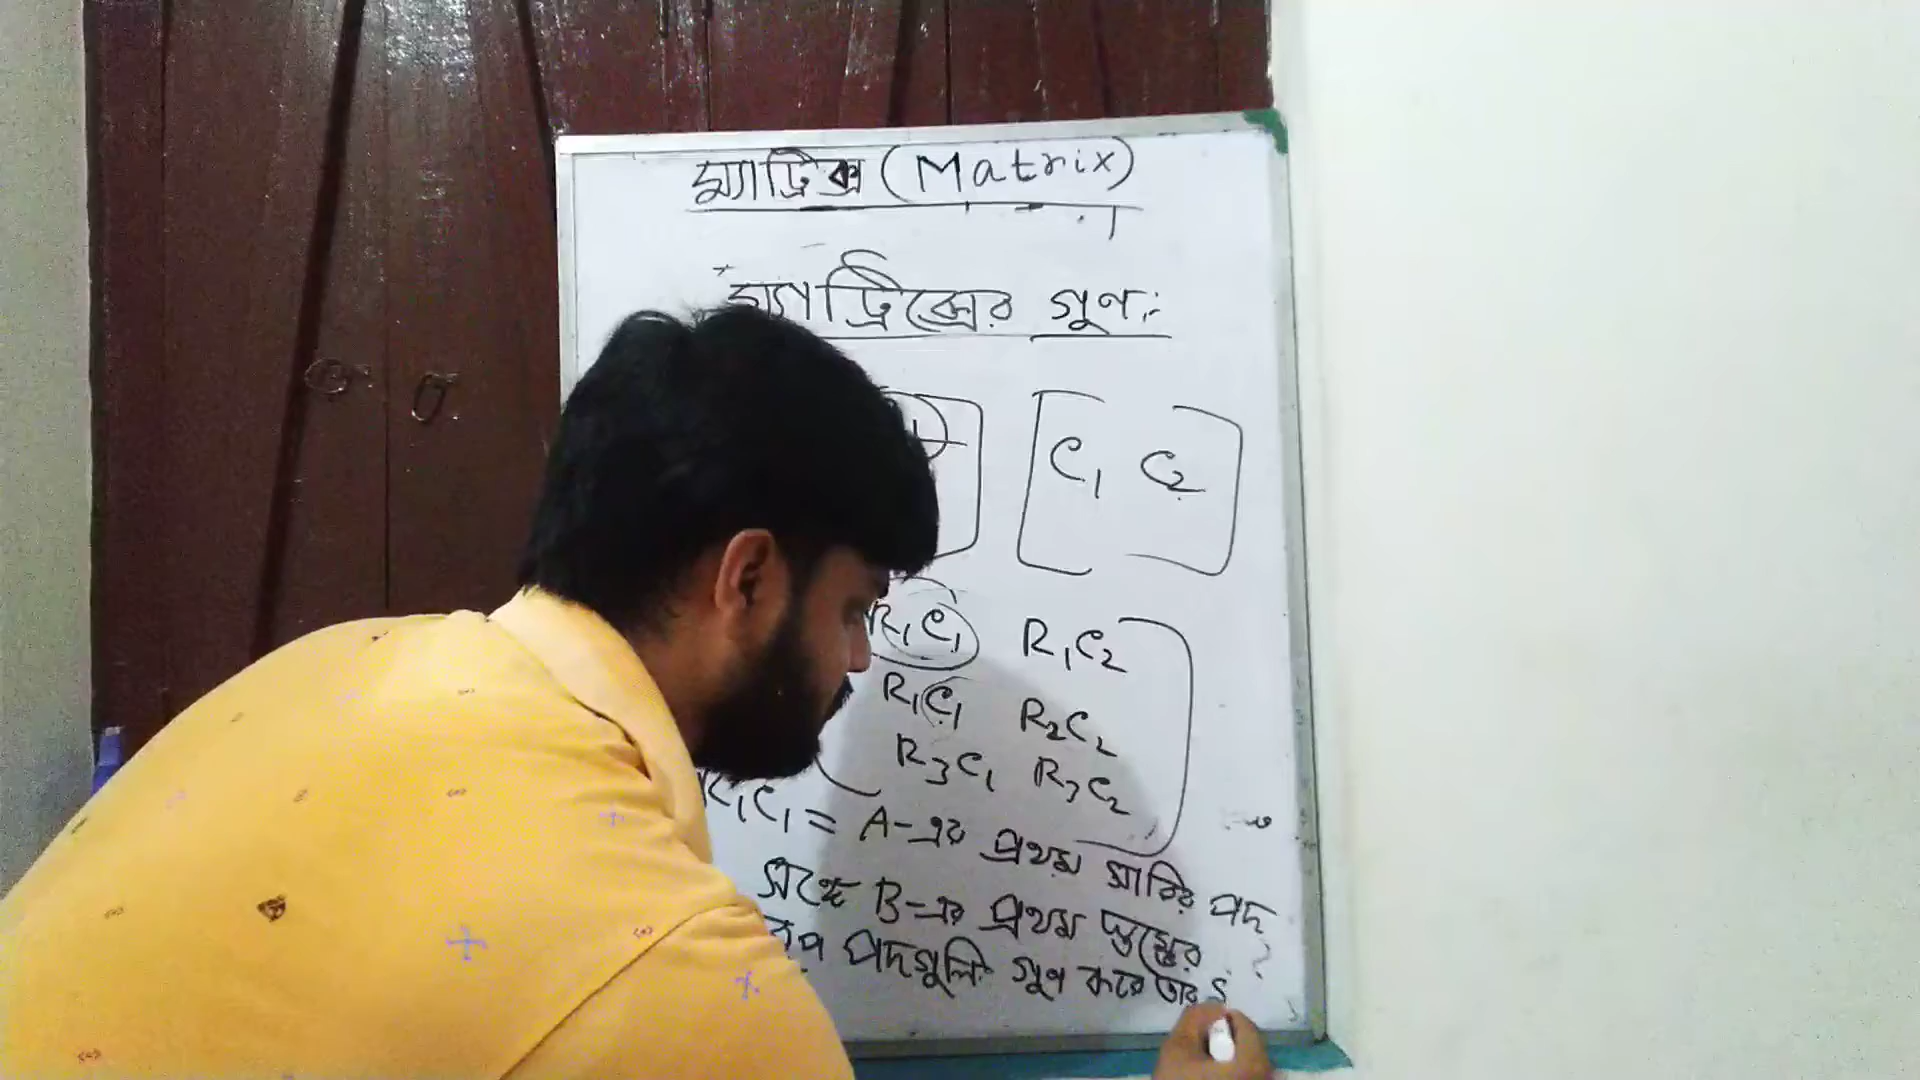 ম্যাট্রিক্স (Matrix)
ম্যাট্রিক্সের গুণ:-
C₁ C₂
R₁C₁ R₁C₂
R₁C₁ R₂C₂
R₃C₁ R₃C₂
R₁C₁ = A-এর প্রথম সারির পদ
সঙ্গে B-এর প্রথম স্তম্ভের
পদগুলি গুণ করে তার